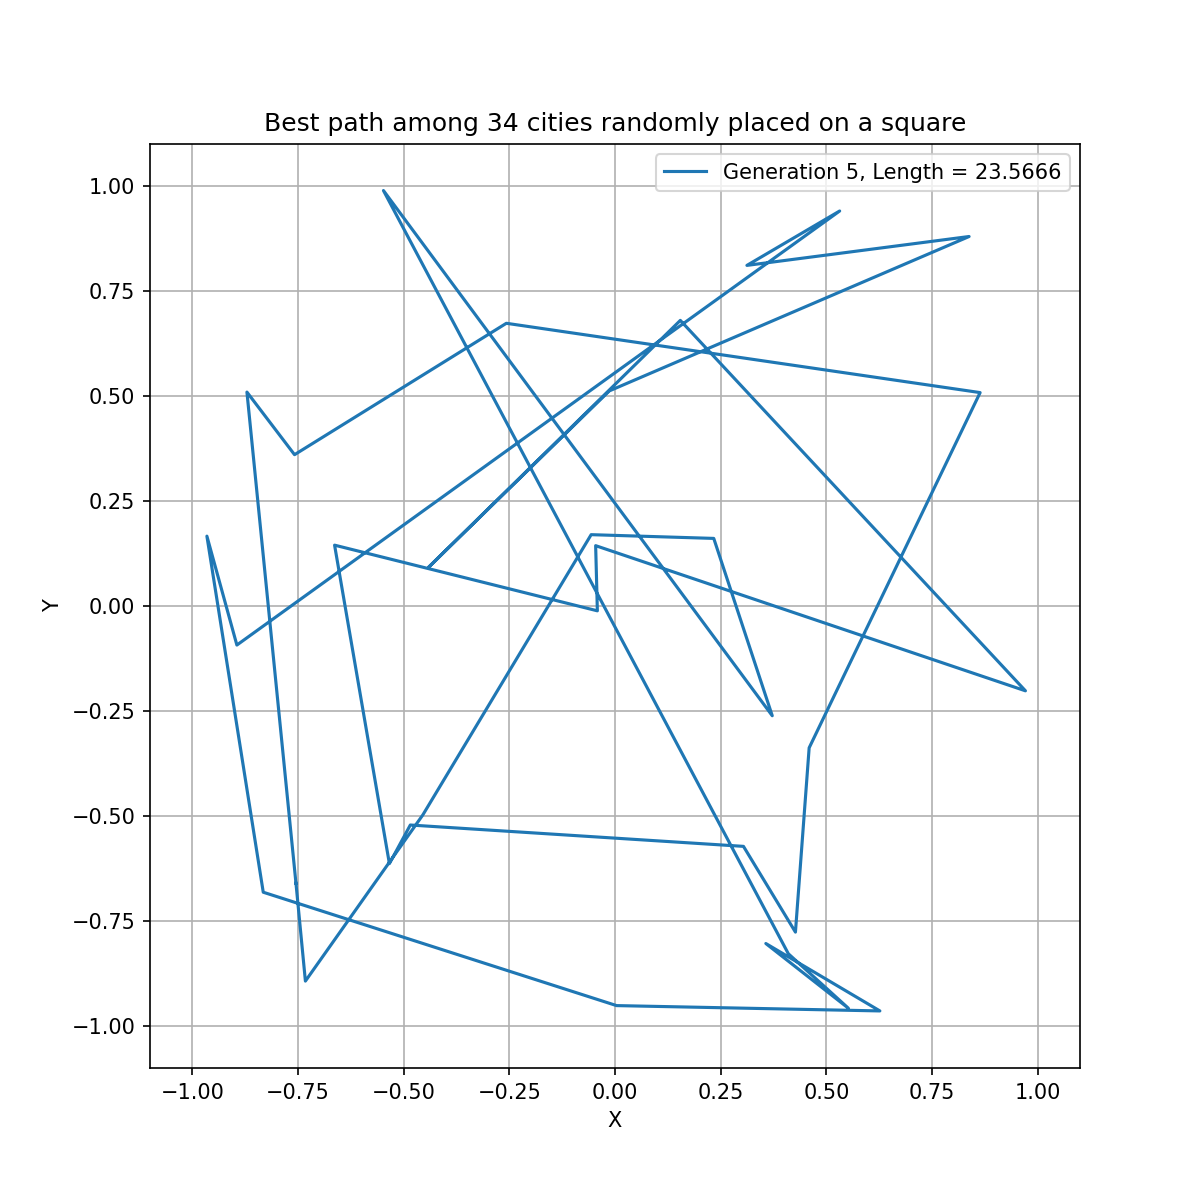 Best path among 34 cities randomly placed on a square
Generation 5, Length = 23.5666
1.00
0.75
0.50
0.25
0.00
−0.25
−0.50
−0.75
−1.00
Y
−1.00 −0.75 −0.50 −0.25 0.00 0.25 0.50 0.75 1.00
X